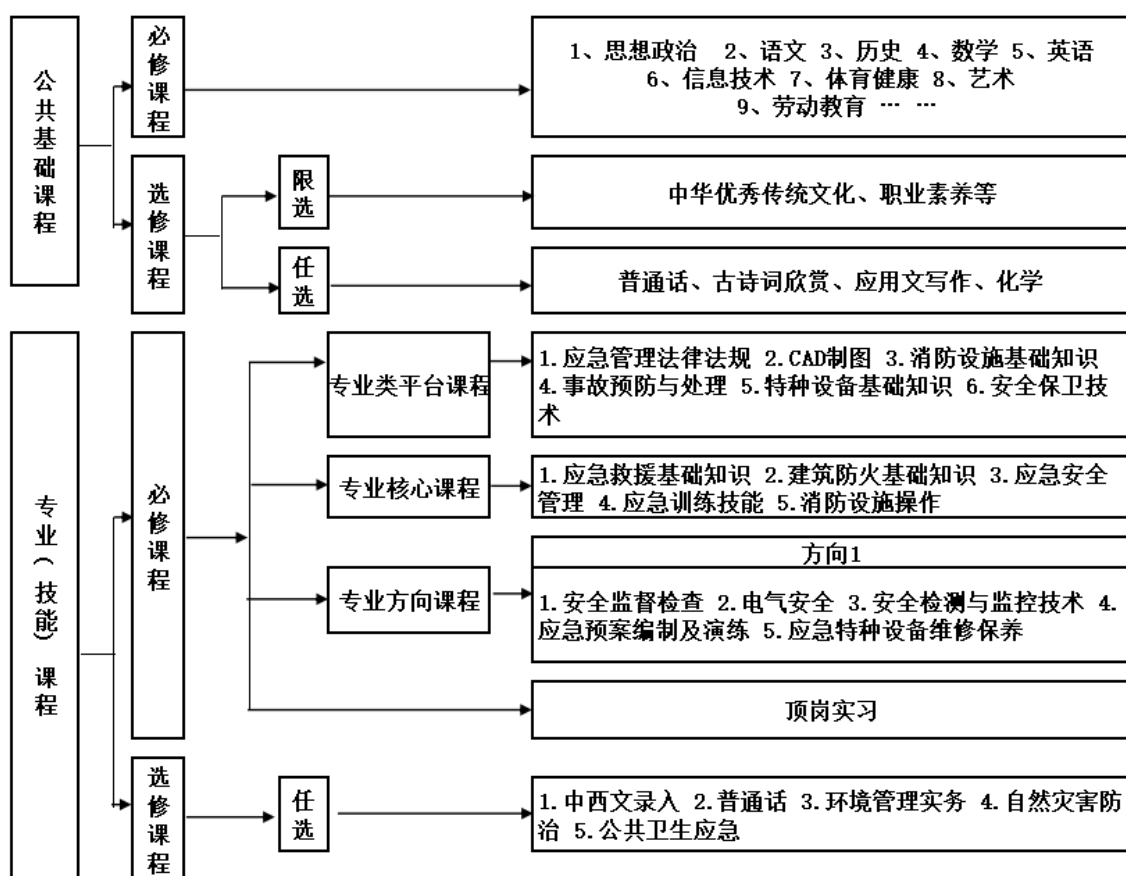 公共基础课程
必修课程
1、思想政治 2、语文 3、历史 4、数学 5、英语
6、信息技术 7、体育健康 8、艺术
9、劳动教育 … …
选修课程
限选
中华优秀传统文化、职业素养等
任选
普通话、古诗词欣赏、应用文写作、化学
专业(技能)课程
必修课程
专业类平台课程
1.应急管理法律法规 2.CAD制图 3.消防设施基础知识
4.事故预防与处理 5.特种设备基础知识 6.安全保卫技
术
专业核心课程
1.应急救援基础知识 2.建筑防火基础知识 3.应急安全
管理 4.应急训练技能 5.消防设施操作
专业方向课程
方向1
1.安全监督检查 2.电气安全 3.安全检测与监控技术 4.
应急预案编制及演练 5.应急特种设备维修保养
顶岗实习
选修课程
任选
1.中西文录入 2.普通话 3.环境管理实务 4.自然灾害防
治 5.公共卫生应急